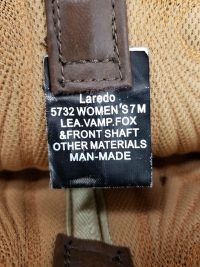 Laredo
5732 WOMEN'S 7 M
LEA.VAMP.FOX
&FRONT SHAFT
OTHER MATERIALS
MAN-MADE